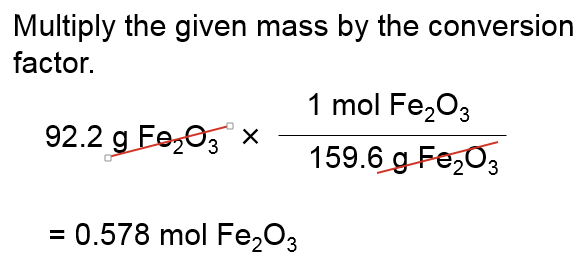 Multiply the given mass by the conversion
factor.
1 mol Fe₂O₃
92.2 g Fe₂O₃ ×
159.6 g Fe₂O₃
= 0.578 mol Fe₂O₃